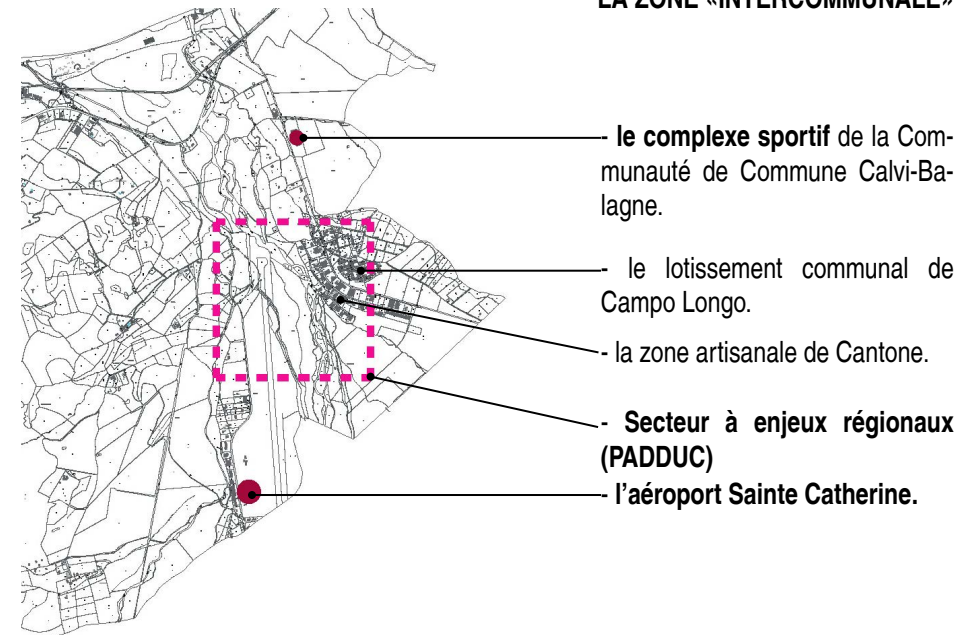 LA ZONE «INTERCOMMUNALE»
- le complexe sportif de la Com-
munauté de Commune Calvi-Ba-
lagne.
- le lotissement communal de
Campo Longo.
- la zone artisanale de Cantone.
- Secteur à enjeux régionaux
(PADDUC)
- l’aéroport Sainte Catherine.